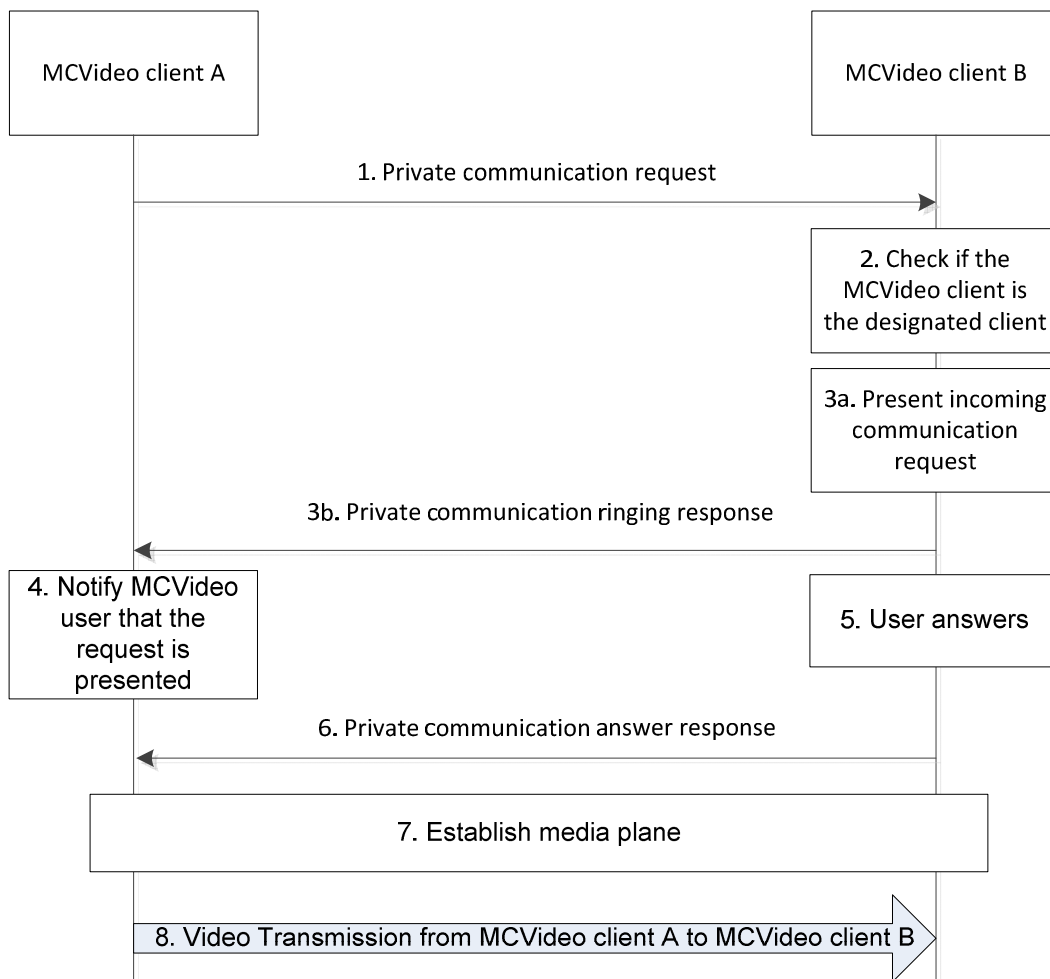 MCVideo client A
MCVideo client B
1. Private communication request
2. Check if the
MCVideo client is
the designated client
3a. Present incoming
communication
request
3b. Private communication ringing response
4. Notify MCVideo
user that the
request is
presented
5. User answers
6. Private communication answer response
7. Establish media plane
8. Video Transmission from MCVideo client A to MCVideo client B